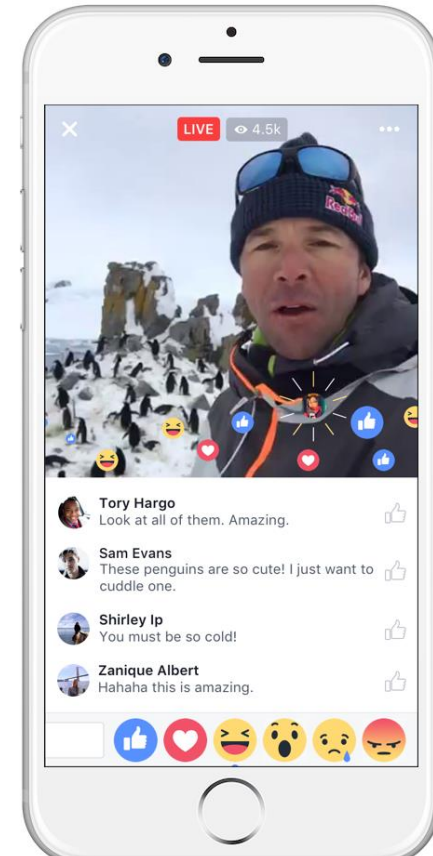 LIVE 4.5k
Red Bull
Tory Hargo
Look at all of them. Amazing.
Sam Evans
These penguins are so cute! I just want to
cuddle one.
Shirley Ip
You must be so cold!
Zanique Albert
Hahaha this is amazing.